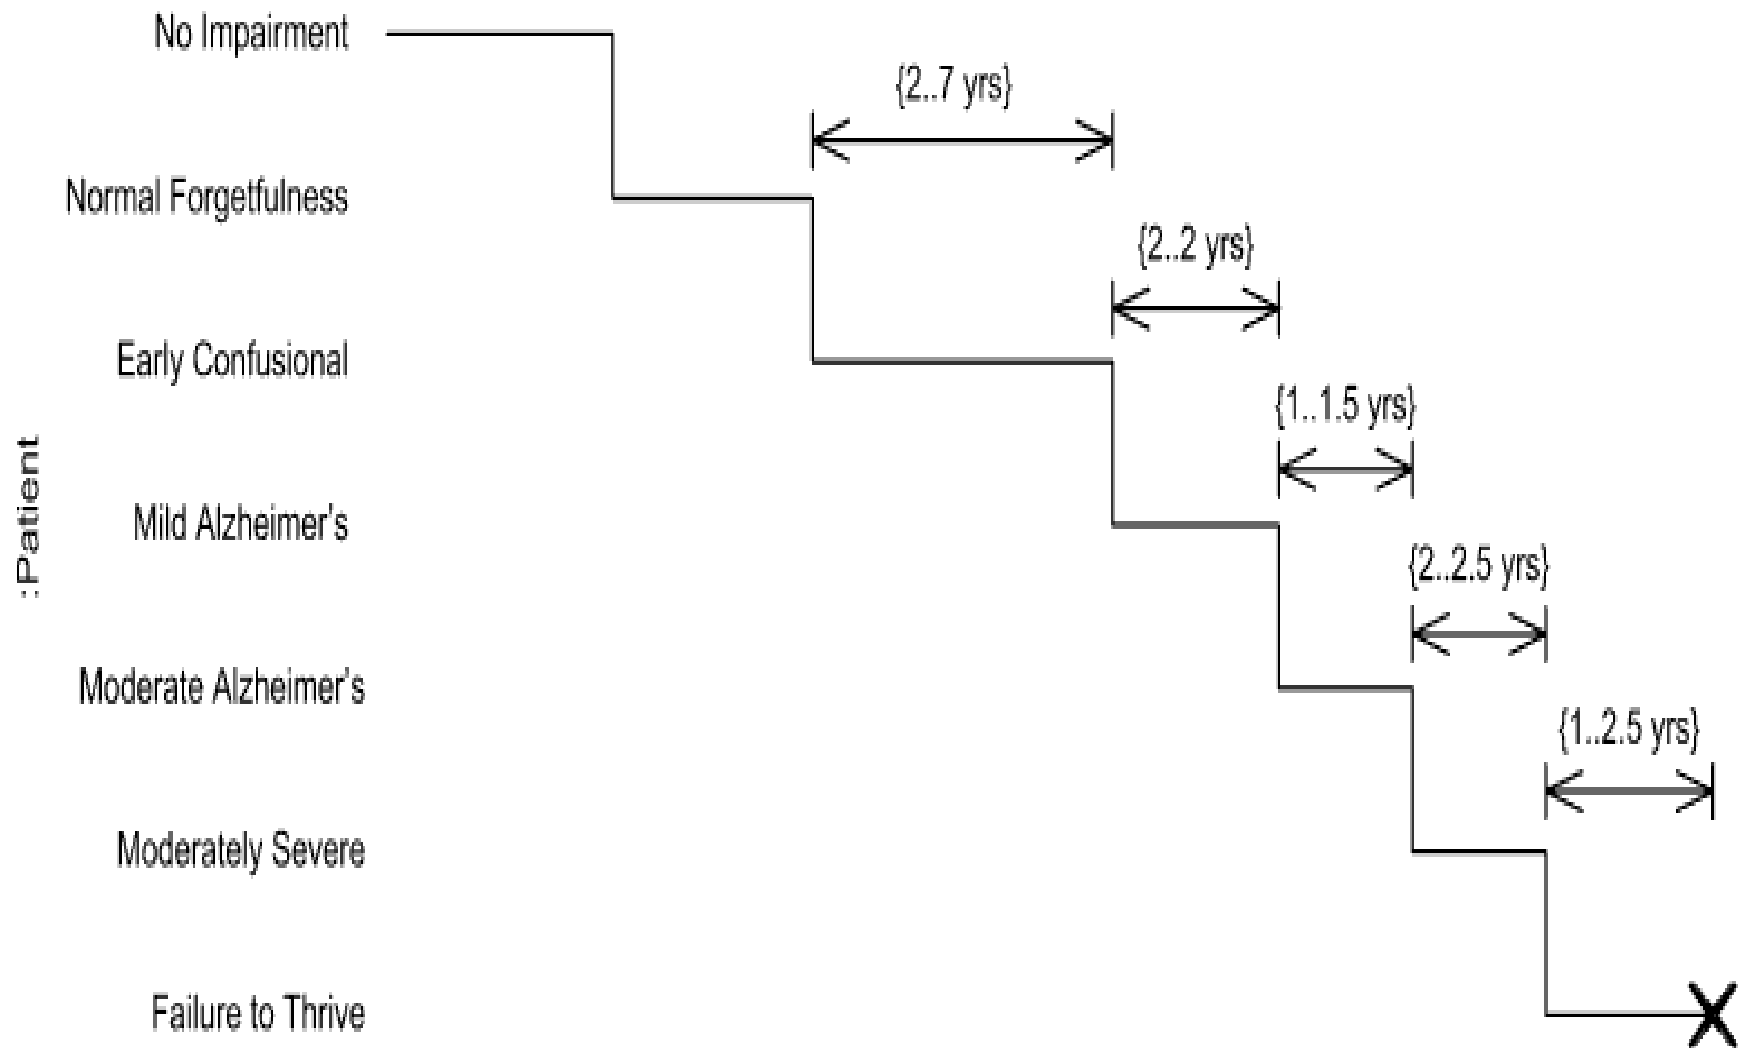 No Impairment
{2..7 yrs}
Normal Forgetfulness
{2..2 yrs}
Early Confusional
{1..1.5 yrs}
:Patient
Mild Alzheimer's
{2..2.5 yrs}
Moderate Alzheimer's
{1..2.5 yrs}
Moderately Severe
Failure to Thrive